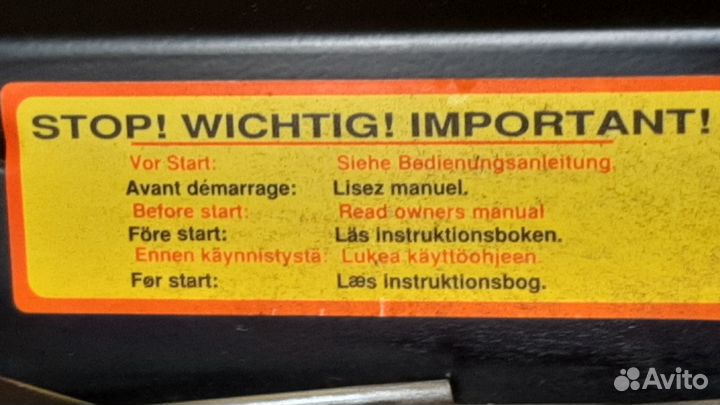 STOP! WICHTIG! IMPORTANT!
Vor Start: Siehe Bedienungsanleitung.
Avant démarrage: Lisez manuel.
Before start: Read owners manual
Före start: Läs instruktionsboken.
Ennen käynnistystä: Lukea käyttöohjeen.
Før start: Læs instruktionsbog.
Avito